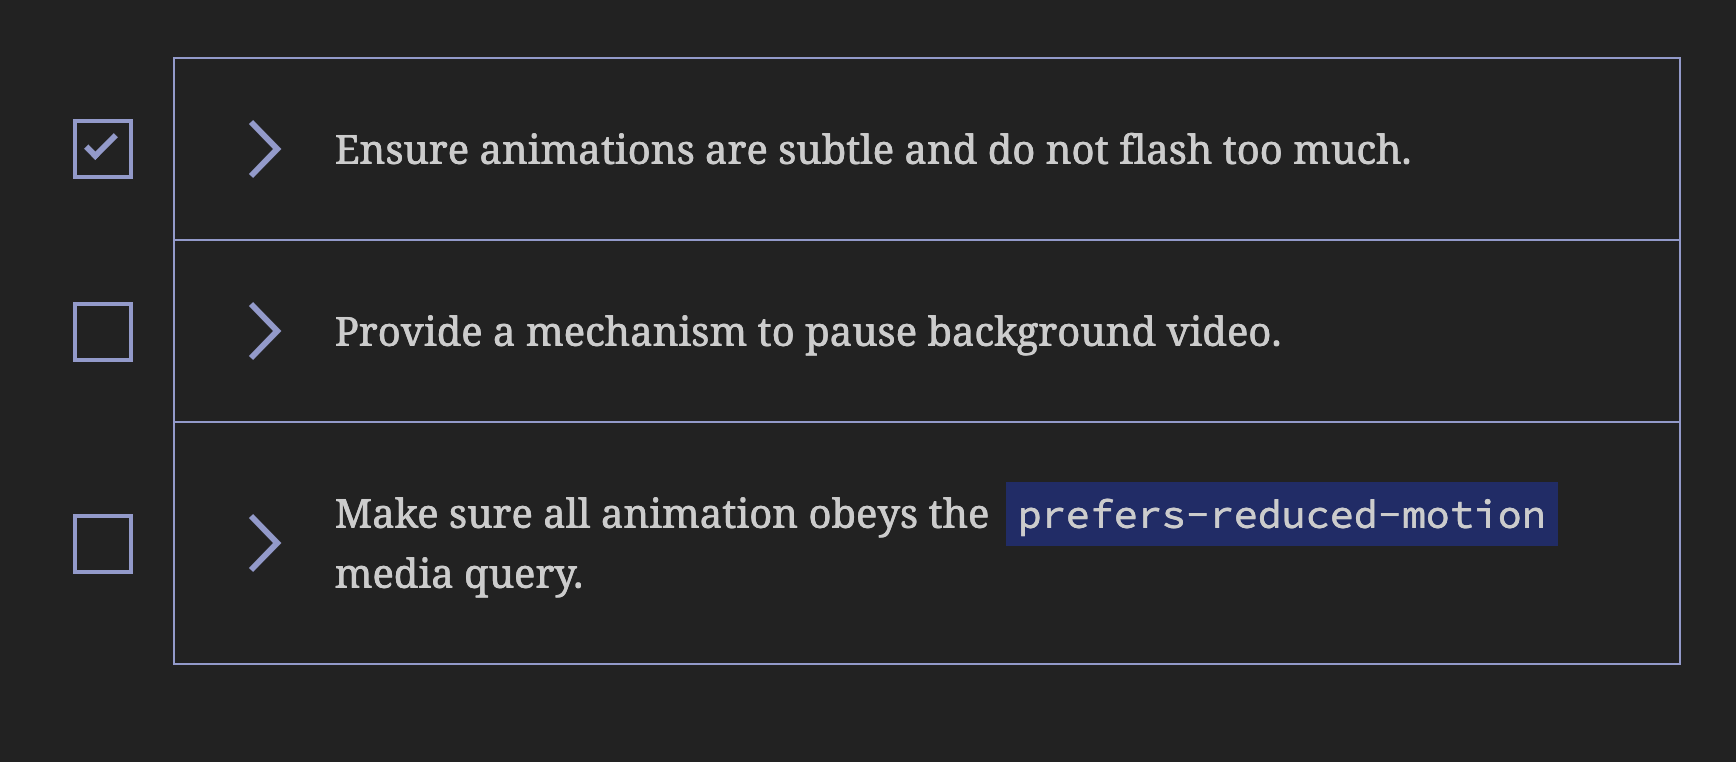 Ensure animations are subtle and do not flash too much.
Provide a mechanism to pause background video.
Make sure all animation obeys the prefers-reduced-motion
media query.